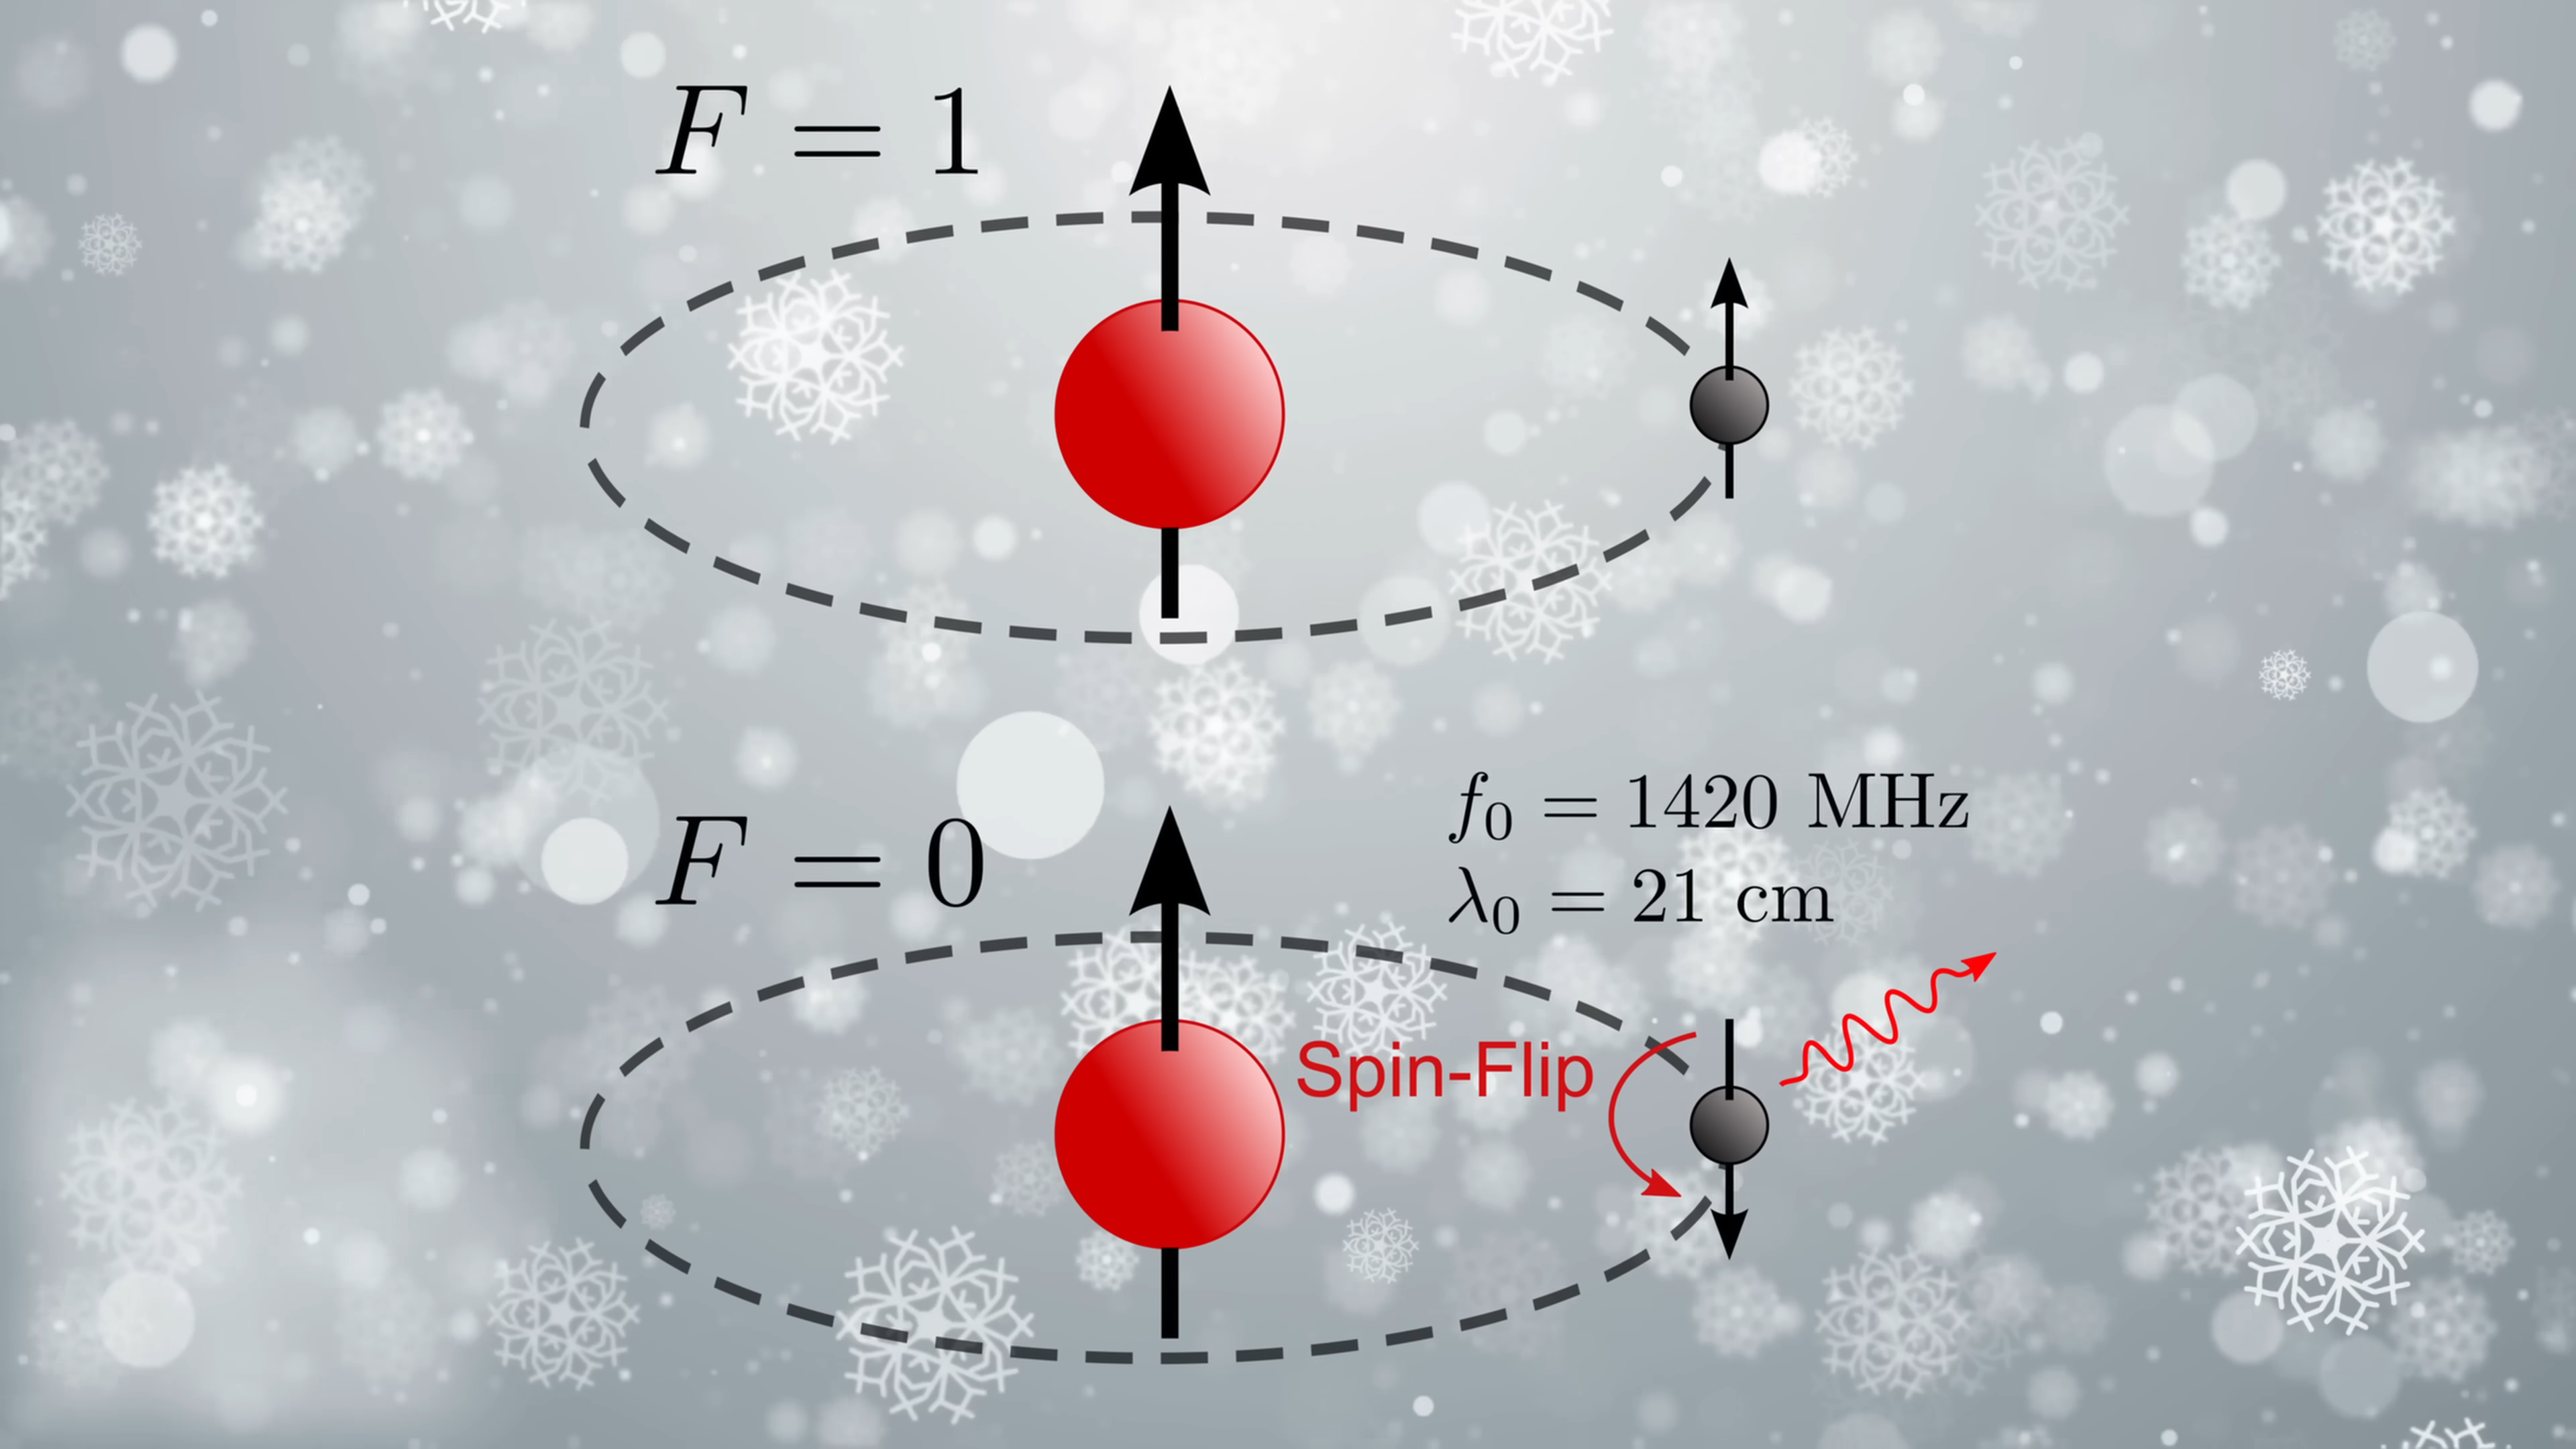 F = 1
F = 0
f₀ = 1420 MHz
λ₀ = 21 cm
Spin-Flip